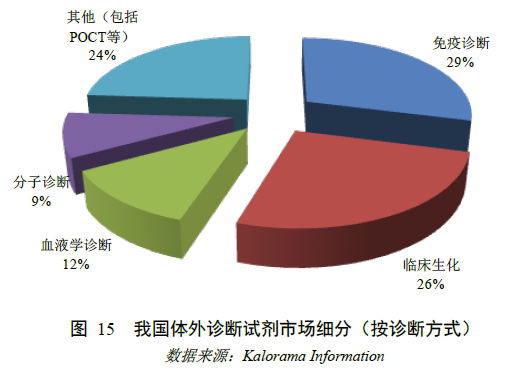 其他（包括
POCT等）
24%
免疫诊断
29%
分子诊断
9%
血液学诊断
12%
临床生化
26%
图 15 我国体外诊断试剂市场细分（按诊断方式）
数据来源：Kalorama Information